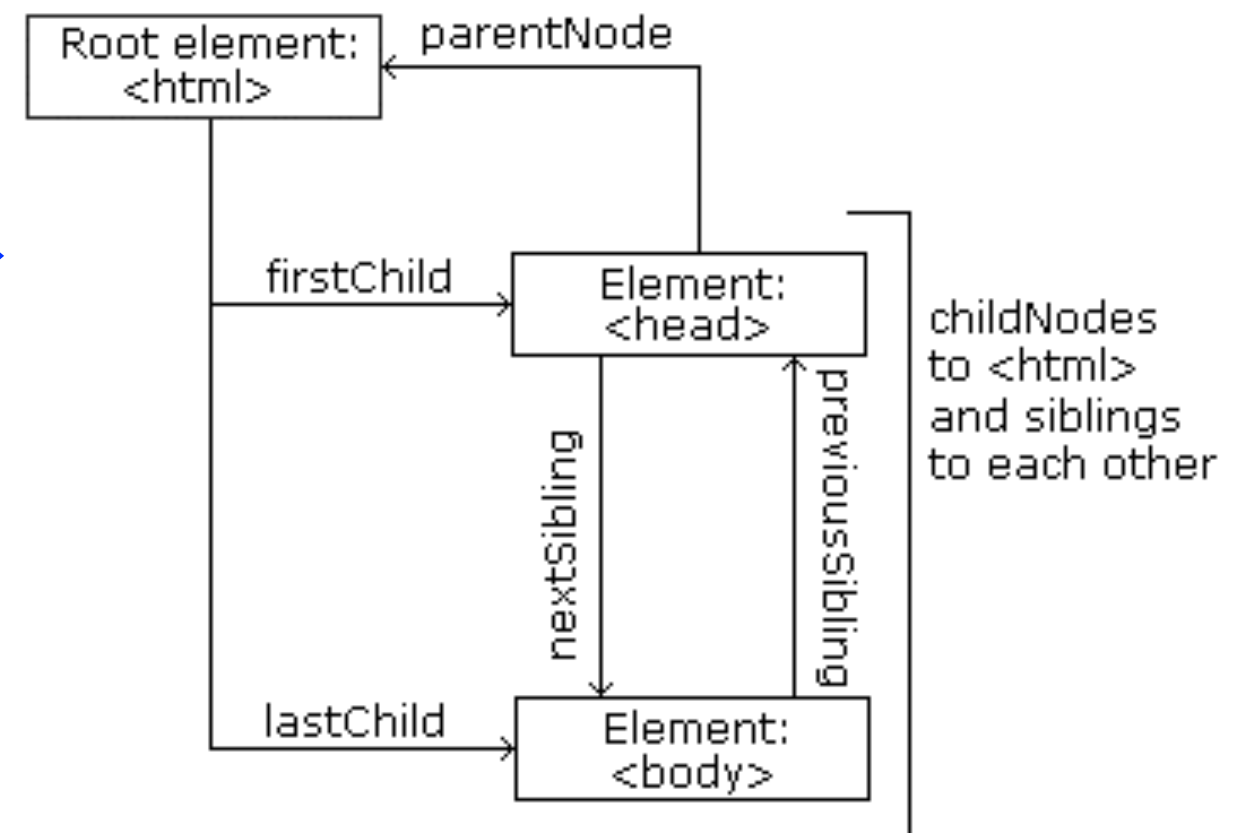 Root element:
<html>
parentNode
firstChild
Element:
<head>
childNodes
to <html>
and siblings
to each other
nextSibling
previousSibling
lastChild
Element:
<body>